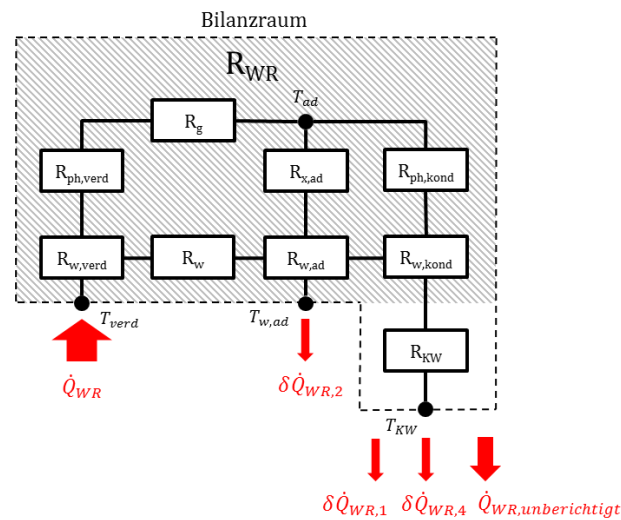 Bilanzraum
R_WR
T_ad
R_g
R_ph,verd
R_x,ad
R_ph,kond
R_w,verd
R_w
R_w,ad
R_w,kond
T_verd
T_w,ad
R_KW
Q̇_WR
δQ̇_WR,2
T_KW
δQ̇_WR,1
δQ̇_WR,4
Q̇_WR,unberichtigt